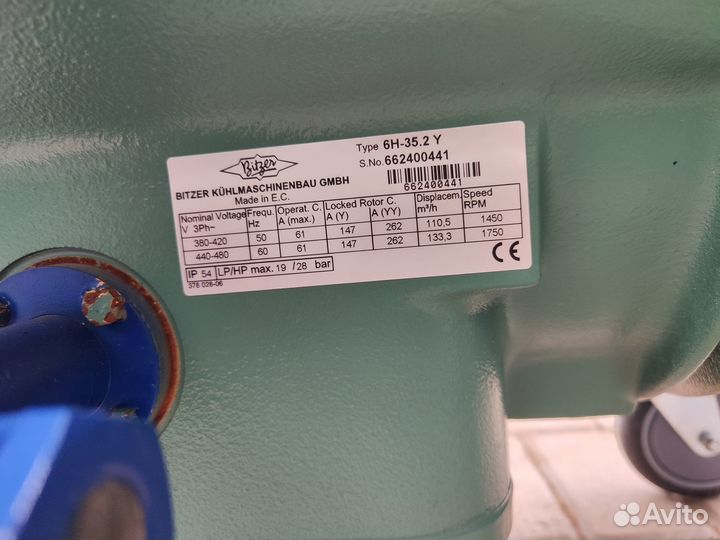 Bitzer
Type 6H-35.2 Y
S.No. 662400441
662400441
BITZER KÜHLMASCHINENBAU GMBH
Made in E.C.
Nominal Voltage V 3Ph~ Frequ. Hz Operat. C. A (max.) Locked Rotor C. A (Y) A (YY) Displacem. m³/h Speed RPM
380-420 50 61 147 262 110,5 1450
440-480 60 61 147 262 133,3 1750
IP 54 LP/HP max. 19 / 28 bar
CE
378 026-06
Avito